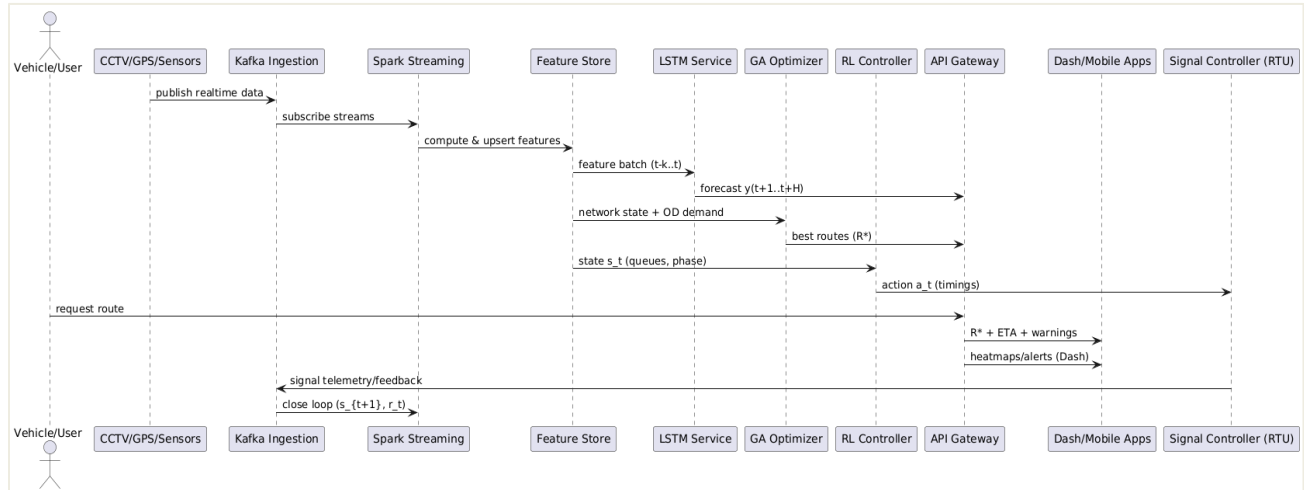 Vehicle/User
CCTV/GPS/Sensors
Kafka Ingestion
Spark Streaming
Feature Store
LSTM Service
GA Optimizer
RL Controller
API Gateway
Dash/Mobile Apps
Signal Controller (RTU)
publish realtime data
subscribe streams
compute & upsert features
feature batch (t-k..t)
forecast y(t+1..t+H)
network state + OD demand
best routes (R*)
state s_t (queues, phase)
action a_t (timings)
request route
R* + ETA + warnings
heatmaps/alerts (Dash)
signal telemetry/feedback
close loop (s_{t+1}, r_t)
Vehicle/User
CCTV/GPS/Sensors
Kafka Ingestion
Spark Streaming
Feature Store
LSTM Service
GA Optimizer
RL Controller
API Gateway
Dash/Mobile Apps
Signal Controller (RTU)